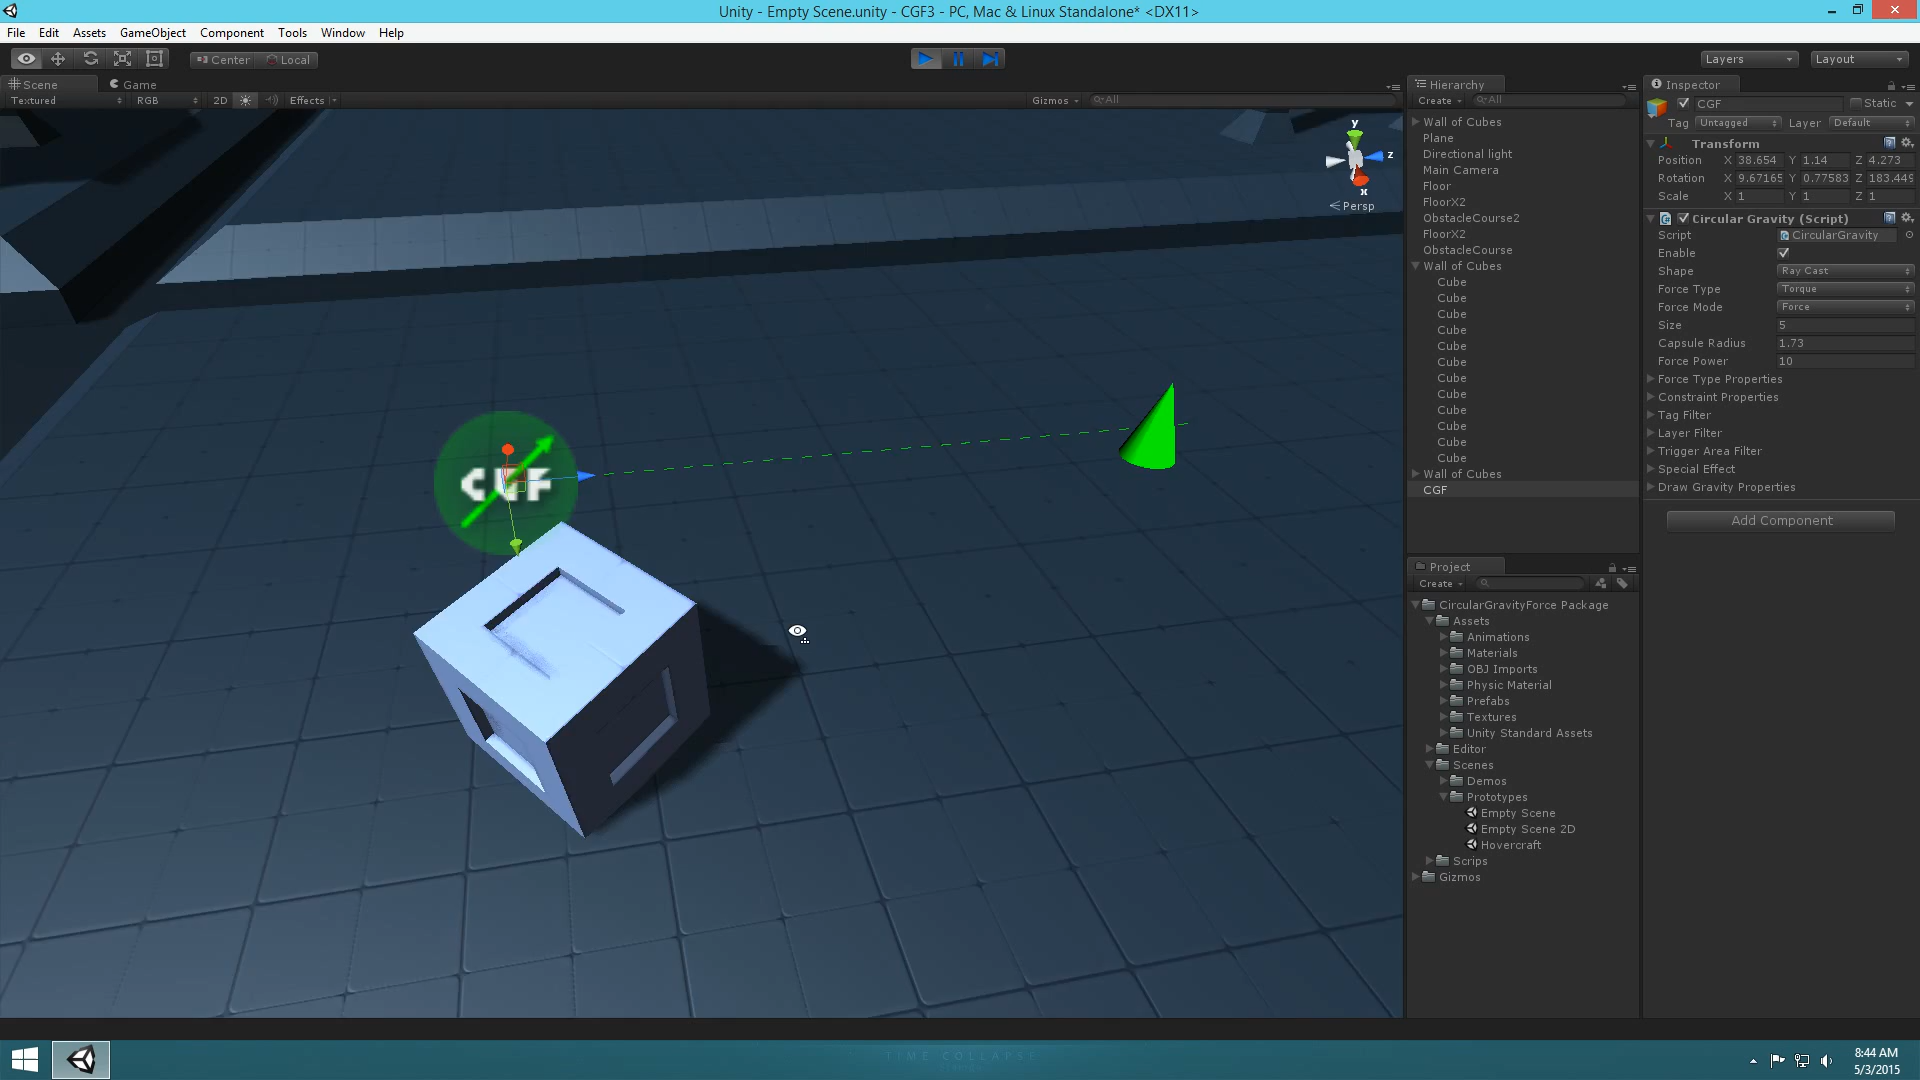 Unity - Empty Scene.unity - CGF3 - PC, Mac & Linux Standalone* <DX11>
File Edit Assets GameObject Component Tools Window Help
Center Local
Layers Layout
Scene Game
Textured RGB 2D Effects Gizmos All
y
z
x
Persp
CGF
Hierarchy
Create All
Wall of Cubes
Plane
Directional light
Main Camera
Floor
FloorX2
ObstacleCourse2
FloorX2
ObstacleCourse
Wall of Cubes
Cube
Cube
Cube
Cube
Cube
Cube
Cube
Cube
Cube
Cube
Cube
Cube
Wall of Cubes
CGF
Project
Create
CircularGravityForce Package
Assets
Animations
Materials
OBJ Imports
Physic Material
Prefabs
Textures
Unity Standard Assets
Editor
Scenes
Demos
Prototypes
Empty Scene
Empty Scene 2D
Hovercraft
Scrips
Gizmos
Inspector
CGF Static
Tag Untagged Layer Default
Transform
Position X 38.654 Y 1.14 Z 4.273
Rotation X 9.67165 Y 0.77583 Z 183.449
Scale X 1 Y 1 Z 1
Circular Gravity (Script)
Script CircularGravity
Enable
Shape Ray Cast
Force Type Torque
Force Mode Force
Size 5
Capsule Radius 1.73
Force Power 10
Force Type Properties
Constraint Properties
Tag Filter
Layer Filter
Trigger Area Filter
Special Effect
Draw Gravity Properties
Add Component
TIME COLLAPSE
8:44 AM
5/3/2015